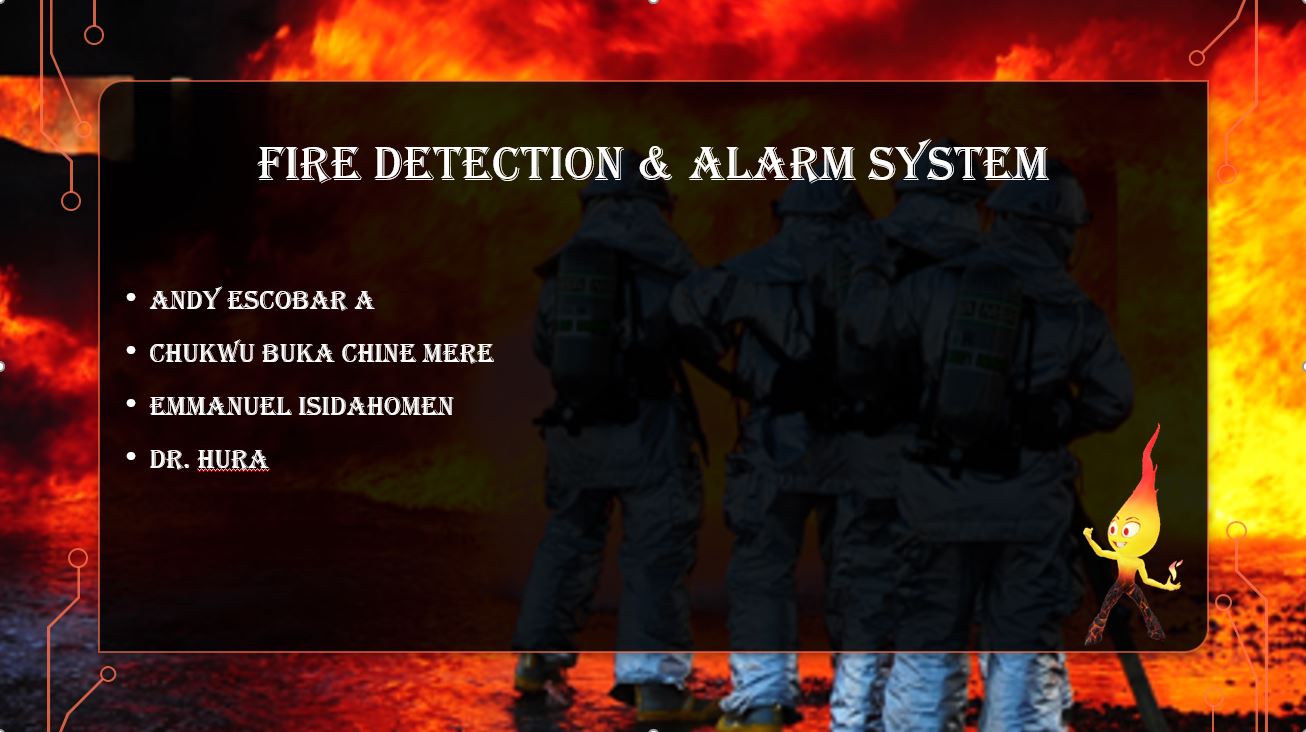 FIRE DETECTION & ALARM SYSTEM
• ANDY ESCOBAR A
• CHUKWU BUKA CHINE MERE
• EMMANUEL ISIDAHOMEN
• DR. HURA